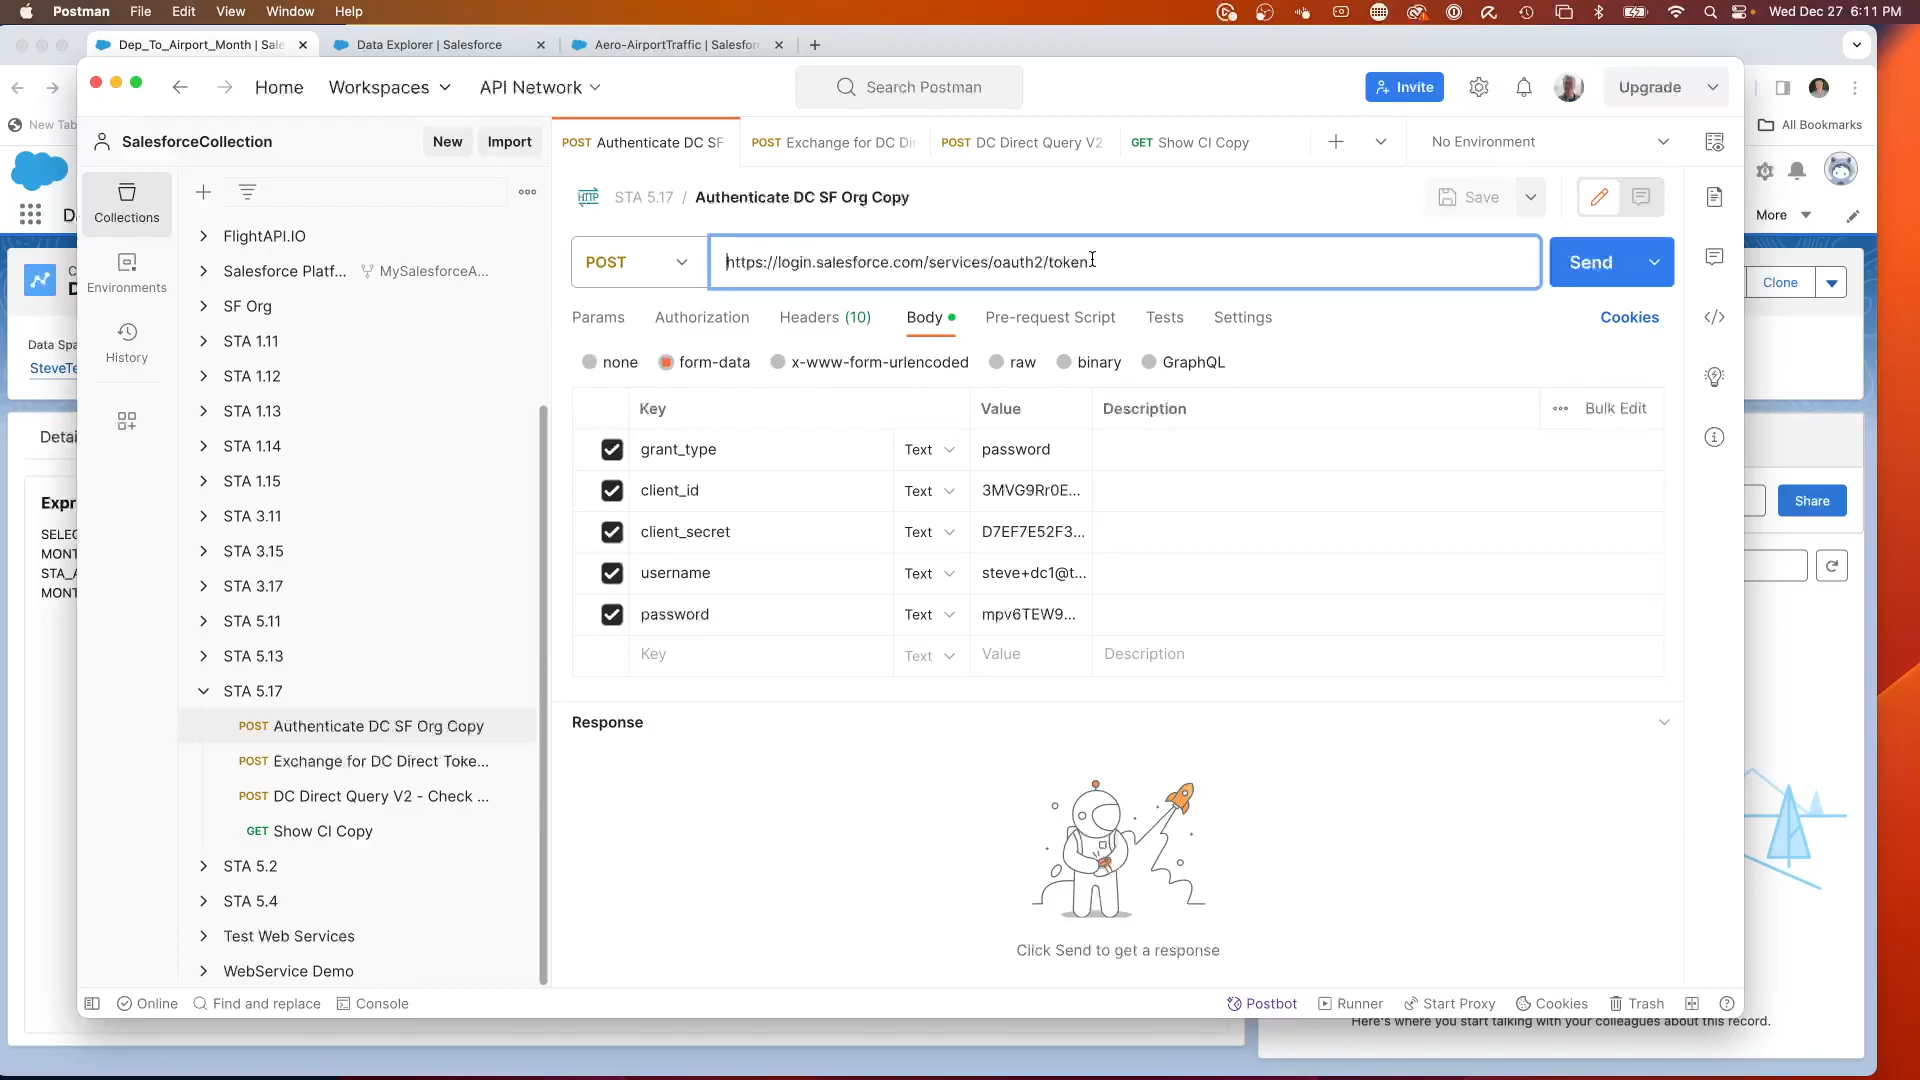 Postman File Edit View Window Help
Wed Dec 27 6:11 PM
Dep_To_Airport_Month | Sale
Data Explorer | Salesforce
Aero-AirportTraffic | Salesfor
New Tab
All Bookmarks
Home Workspaces API Network
Search Postman
Invite
Upgrade
SalesforceCollection
New Import
POST Authenticate DC SF
POST Exchange for DC Dir
POST DC Direct Query V2
GET Show CI Copy
No Environment
STA 5.17 / Authenticate DC SF Org Copy
Save
POST
https://login.salesforce.com/services/oauth2/token
Send
Params Authorization Headers (10) Body Pre-request Script Tests Settings
Cookies
none form-data x-www-form-urlencoded raw binary GraphQL
Key Value Description Bulk Edit
grant_type Text password
client_id Text 3MVG9Rr0E...
client_secret Text D7EF7E52F3...
username Text steve+dc1@t...
password Text mpv6TEW9...
Key Text Value Description
Response
Click Send to get a response
Collections
Environments
History
FlightAPI.IO
Salesforce Platf... MySalesforceA...
SF Org
STA 1.11
STA 1.12
STA 1.13
STA 1.14
STA 1.15
STA 3.11
STA 3.15
STA 3.17
STA 5.11
STA 5.13
STA 5.17
POST Authenticate DC SF Org Copy
POST Exchange for DC Direct Toke...
POST DC Direct Query V2 - Check ...
GET Show CI Copy
STA 5.2
STA 5.4
Test Web Services
WebService Demo
Online Find and replace Console
Postbot Runner Start Proxy Cookies Trash
D
More
C
D
Data Spa
SteveTe
Clone
Detai
Expr
SELEC
MONT
STA_A
MONT
Share
Here's where you start talking with your colleagues about this record.